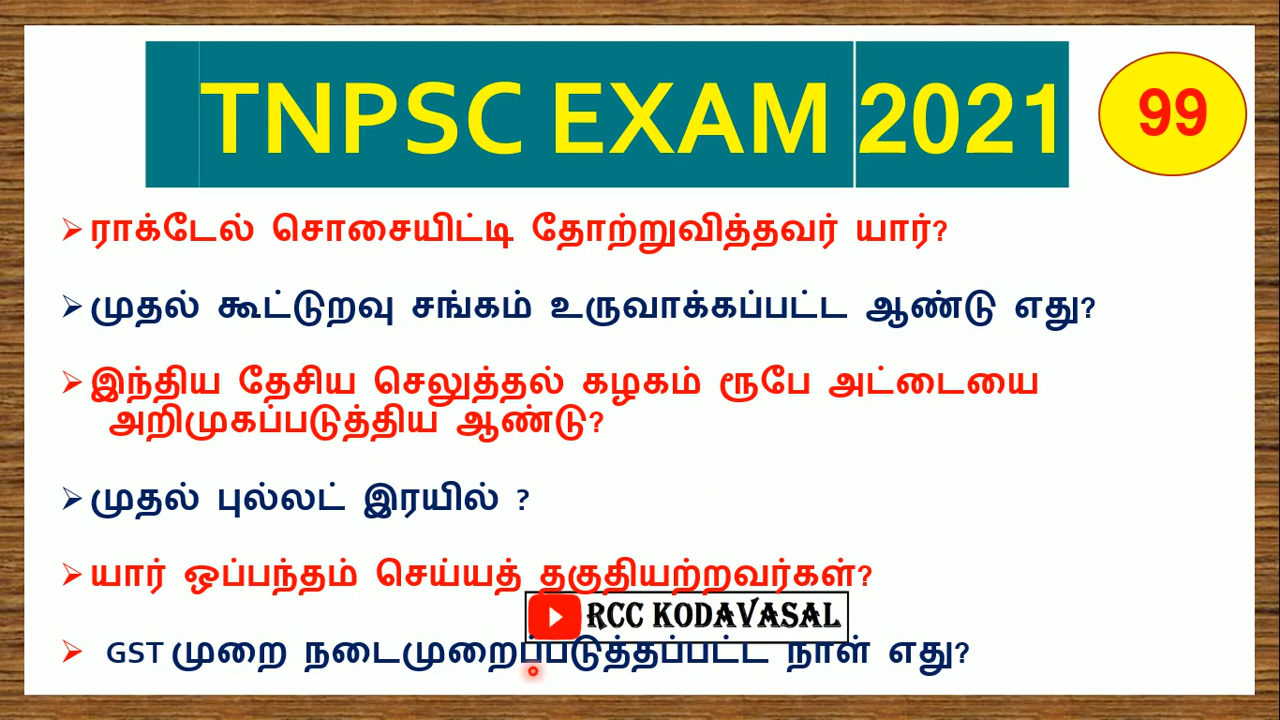 TNPSC EXAM 2021
99
ராக்டேல் சொசையிட்டி தோற்றுவித்தவர் யார்?
முதல் கூட்டுறவு சங்கம் உருவாக்கப்பட்ட ஆண்டு எது?
இந்திய தேசிய செலுத்தல் கழகம் ரூபே அட்டையை
அறிமுகப்படுத்திய ஆண்டு?
முதல் புல்லட் இரயில் ?
யார் ஒப்பந்தம் செய்யத் தகுதியற்றவர்கள்?
RCC KODAVASAL
GST முறை நடைமுறைப்படுத்தப்பட்ட நாள் எது?